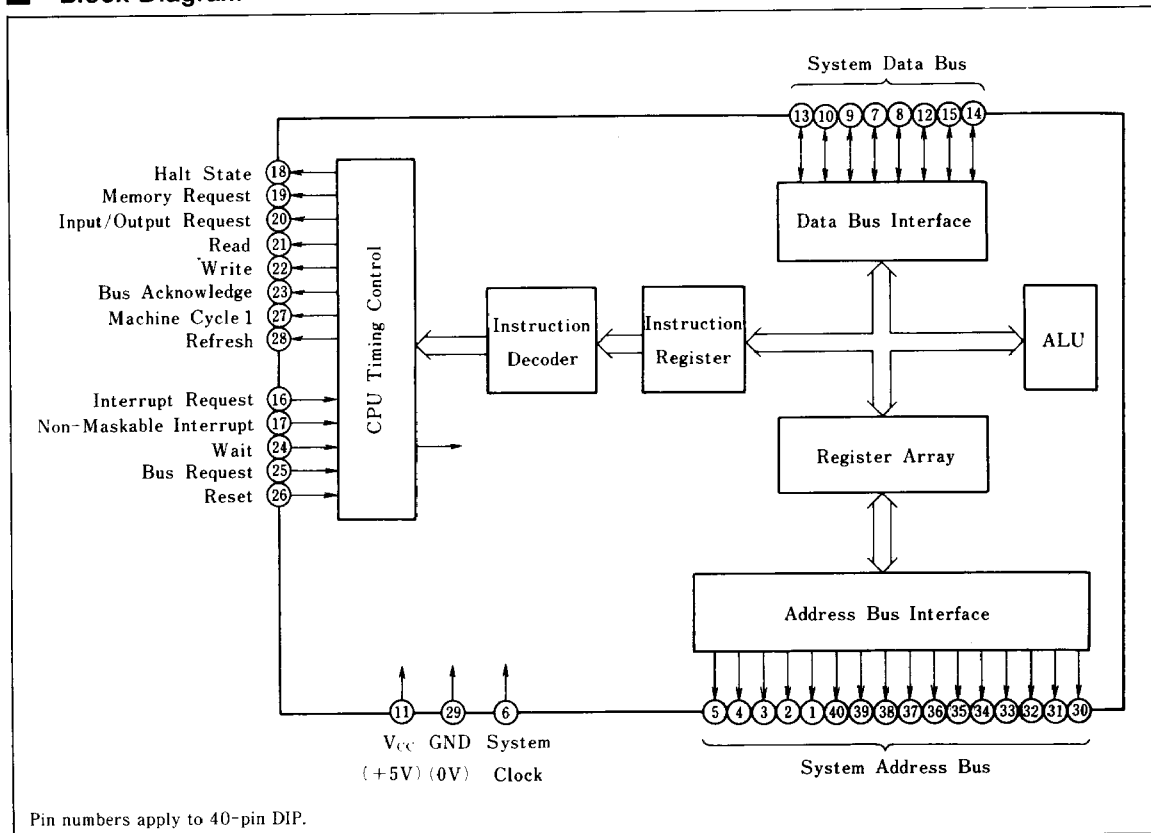 Block Diagram
System Data Bus
13 10 9 7 8 12 15 14
Data Bus Interface
Halt State 18
Memory Request 19
Input/Output Request 20
Read 21
Write 22
Bus Acknowledge 23
Machine Cycle 1 27
Refresh 28
Interrupt Request 16
Non-Maskable Interrupt 17
Wait 24
Bus Request 25
Reset 26
CPU Timing Control
Instruction
Decoder
Instruction
Register
ALU
Register Array
Address Bus Interface
11 29 6
5 4 3 2 1 40 39 38 37 36 35 34 33 32 31 30
VCC GND System
(+5V) (0V) Clock
System Address Bus
Pin numbers apply to 40-pin DIP.